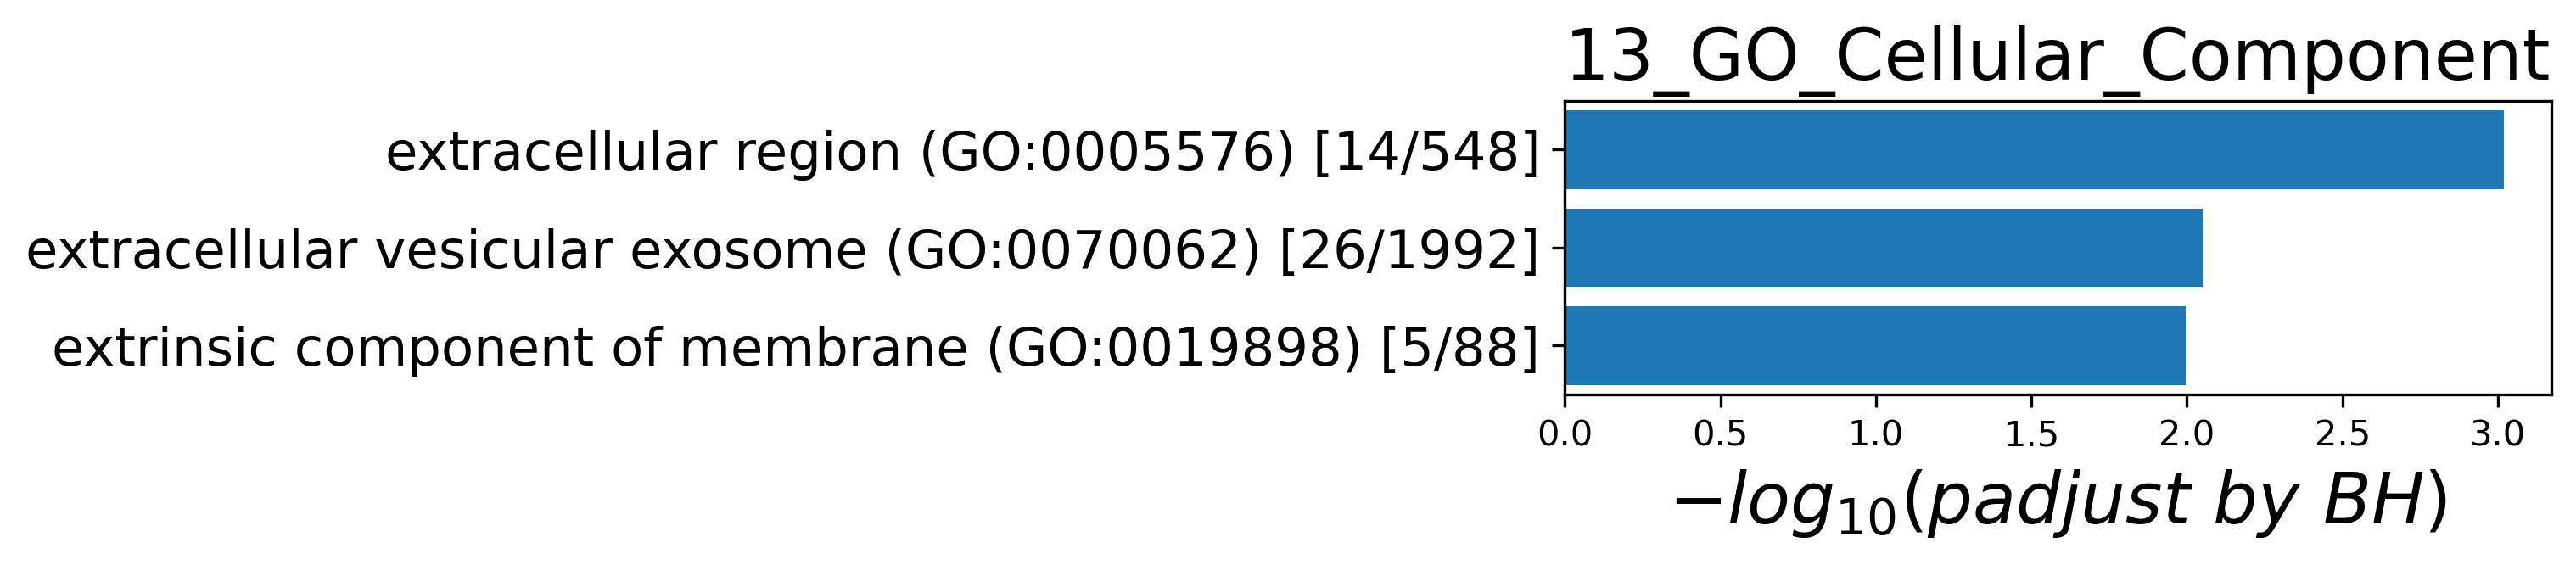 13_GO_Cellular_Component
extracellular region (GO:0005576) [14/548]
extracellular vesicular exosome (GO:0070062) [26/1992]
extrinsic component of membrane (GO:0019898) [5/88]
0.0 0.5 1.0 1.5 2.0 2.5 3.0
−log₁₀(padjust by BH)